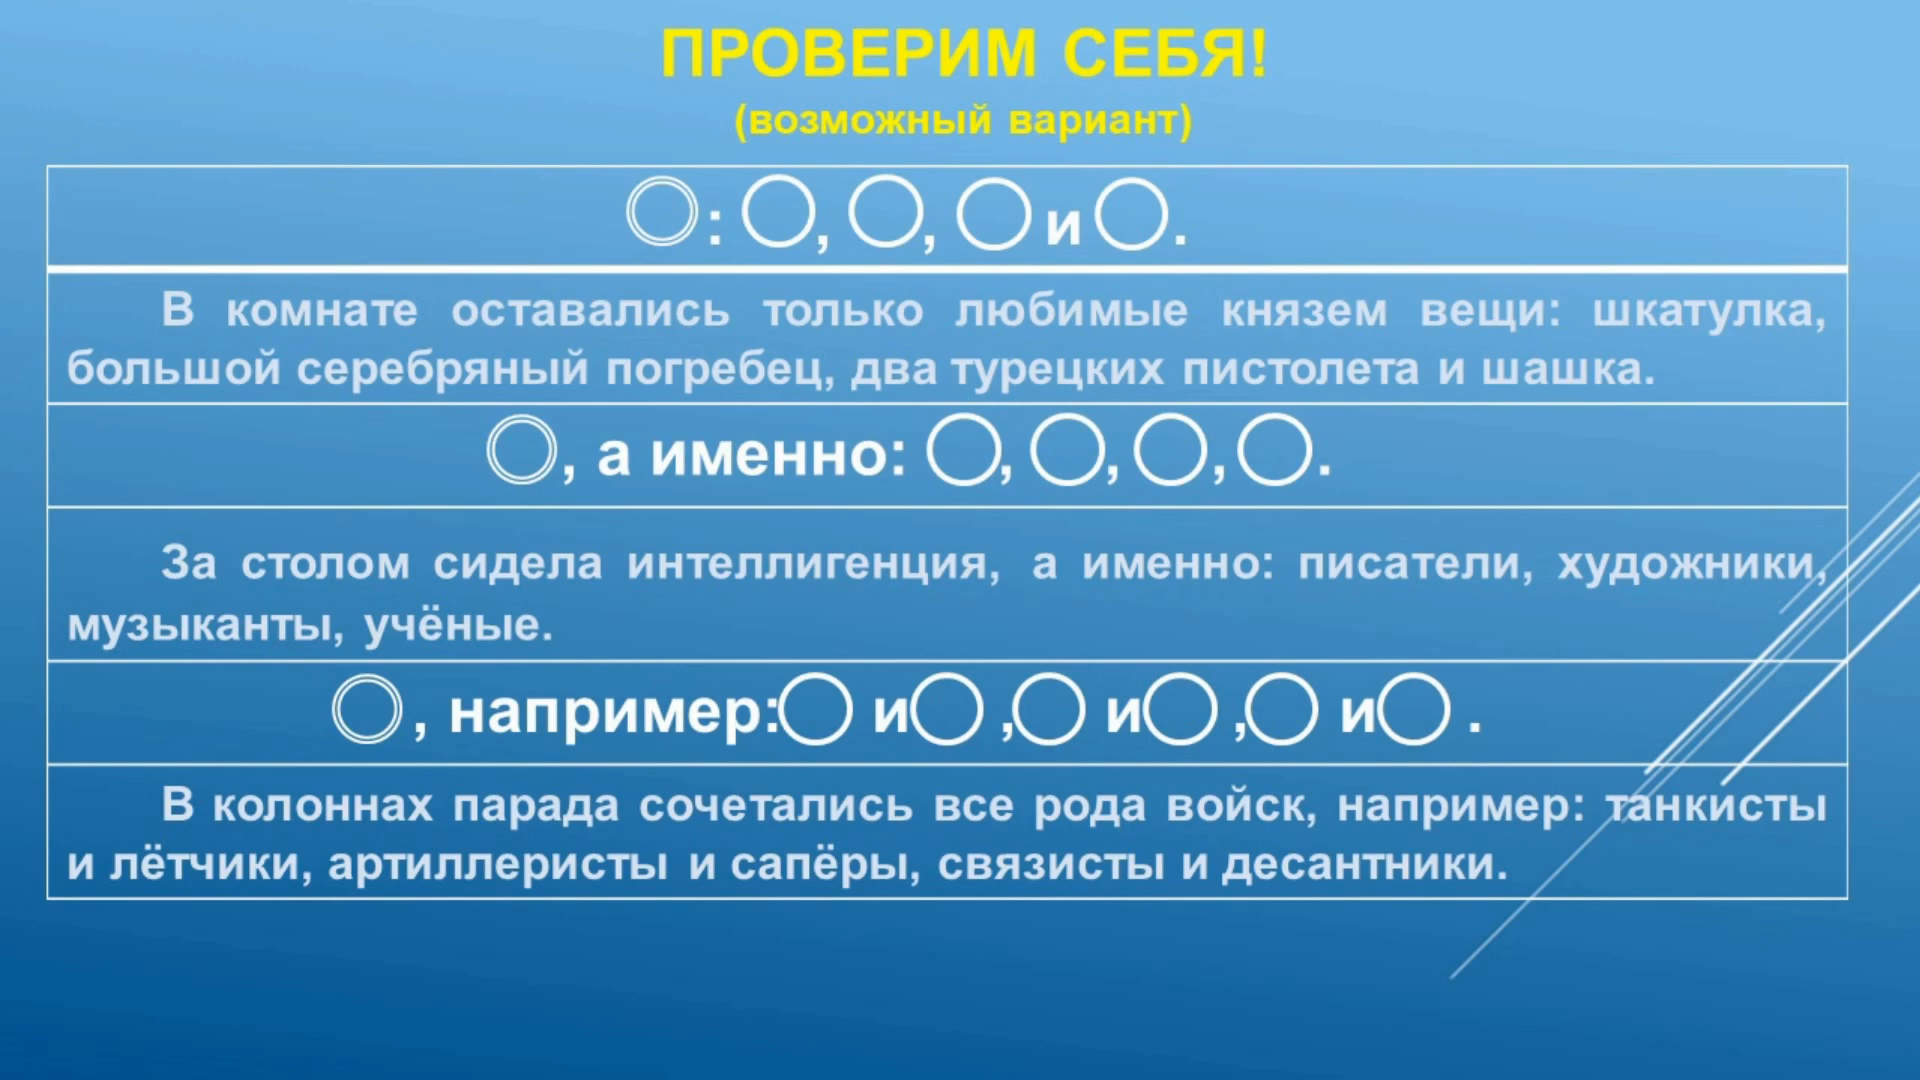 ПРОВЕРИМ СЕБЯ!
(возможный вариант)
: , , и .
В комнате оставались только любимые князем вещи: шкатулка,
большой серебряный погребец, два турецких пистолета и шашка.
, а именно: , , , .
За столом сидела интеллигенция, а именно: писатели, художники,
музыканты, учёные.
, например: и , и , и .
В колоннах парада сочетались все рода войск, например: танкисты
и лётчики, артиллеристы и сапёры, связисты и десантники.